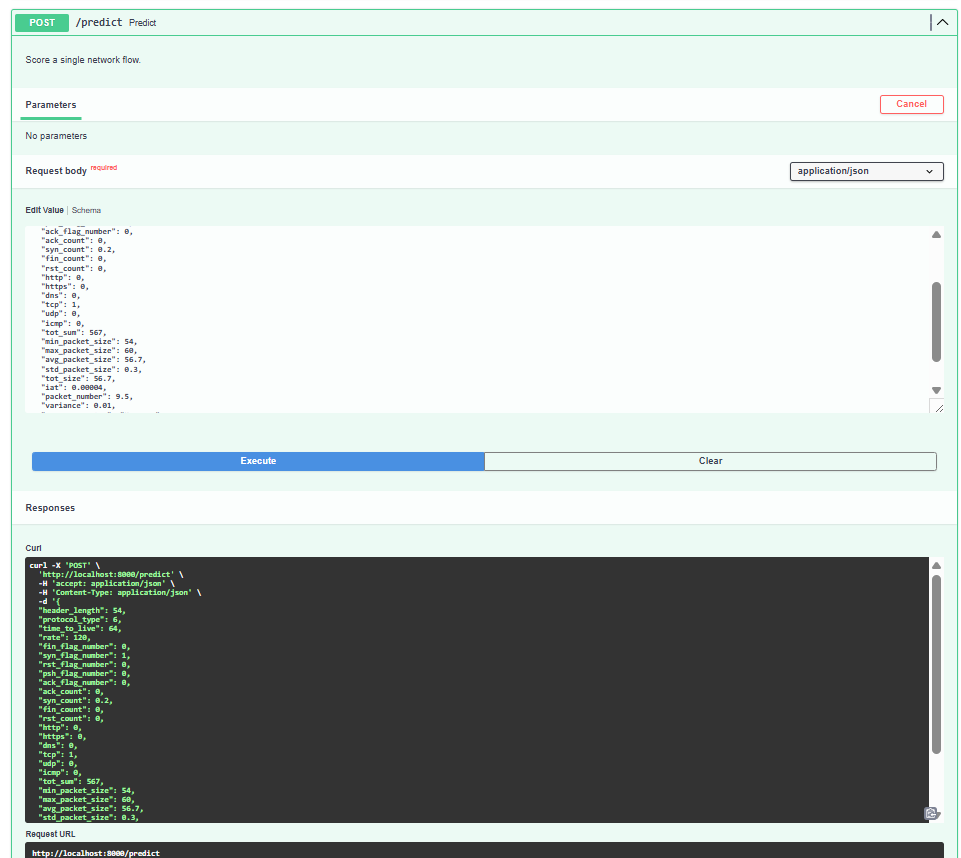 POST /predict Predict
Score a single network flow.
Parameters
Cancel
No parameters
Request body required
application/json
Edit Value | Schema
"ack_flag_number": 0,
"ack_count": 0,
"syn_count": 0.2,
"fin_count": 0,
"rst_count": 0,
"http": 0,
"https": 0,
"dns": 0,
"tcp": 1,
"udp": 0,
"icmp": 0,
"tot_sum": 567,
"min_packet_size": 54,
"max_packet_size": 60,
"avg_packet_size": 56.7,
"std_packet_size": 0.3,
"tot_size": 56.7,
"iat": 0.00004,
"packet_number": 9.5,
"variance": 0.01,
Execute
Clear
Responses
Curl
curl -X 'POST' \
'http://localhost:8000/predict' \
-H 'accept: application/json' \
-H 'Content-Type: application/json' \
-d '{
"header_length": 54,
"protocol_type": 6,
"time_to_live": 64,
"rate": 120,
"fin_flag_number": 0,
"syn_flag_number": 1,
"rst_flag_number": 0,
"psh_flag_number": 0,
"ack_flag_number": 0,
"ack_count": 0,
"syn_count": 0.2,
"fin_count": 0,
"rst_count": 0,
"http": 0,
"https": 0,
"dns": 0,
"tcp": 1,
"udp": 0,
"icmp": 0,
"tot_sum": 567,
"min_packet_size": 54,
"max_packet_size": 60,
"avg_packet_size": 56.7,
"std_packet_size": 0.3,
Request URL
http://localhost:8000/predict